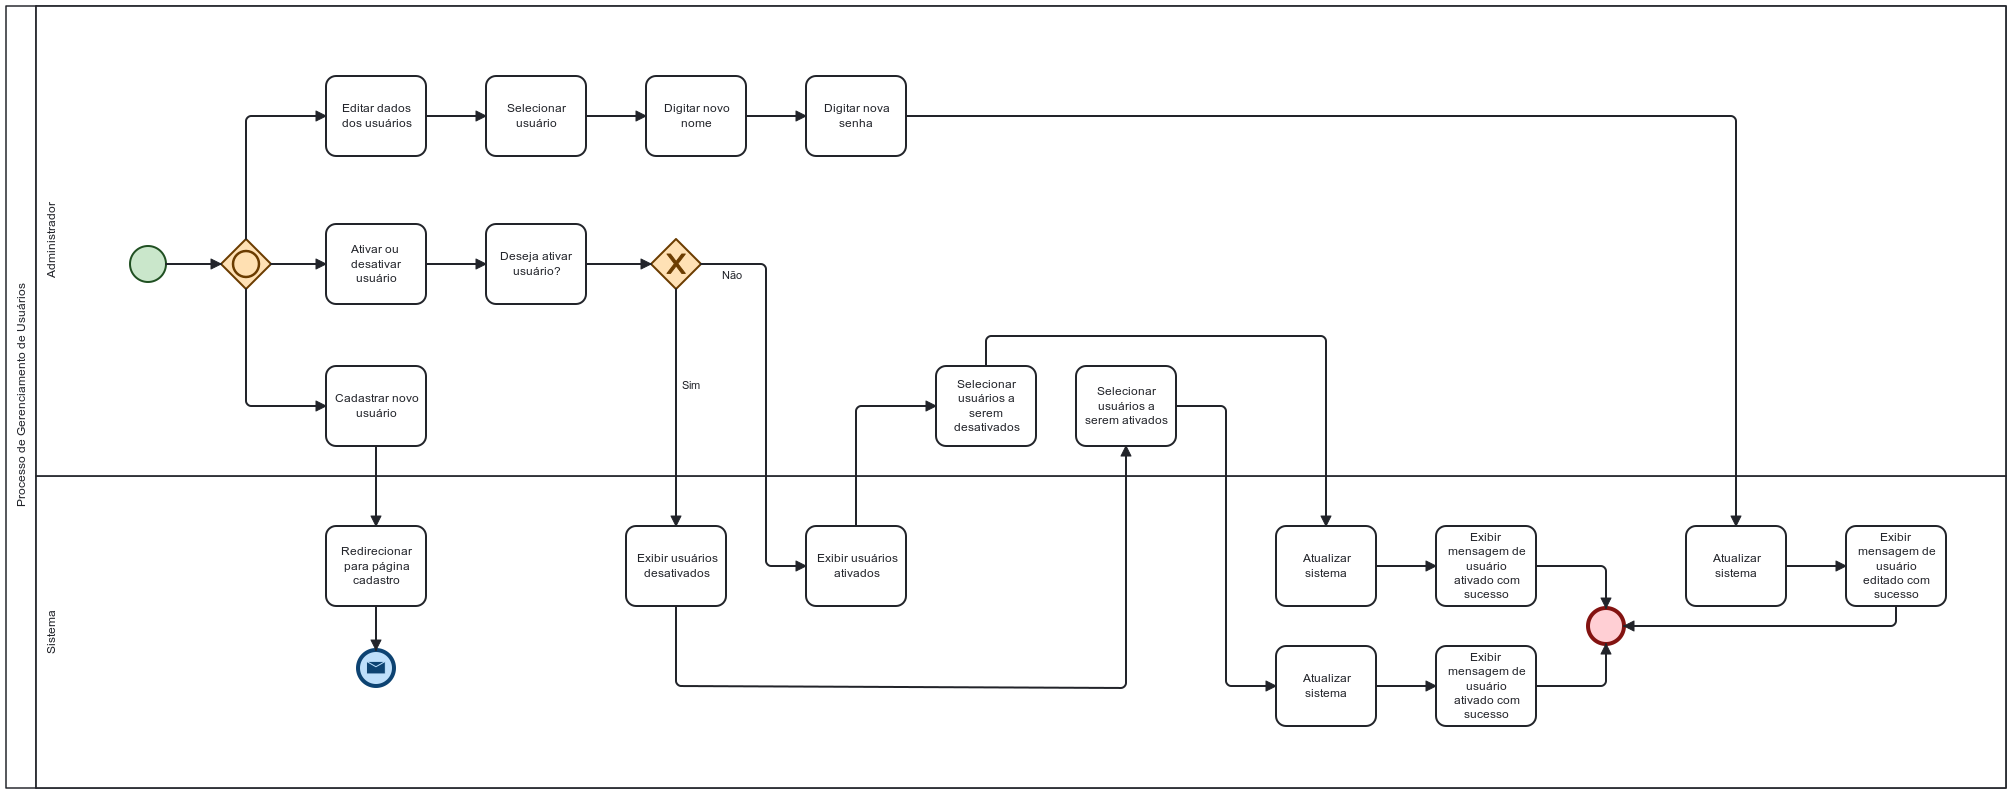 Processo de Gerenciamento de Usuários
Administrador
Editar dados
dos usuários
Selecionar
usuário
Digitar novo
nome
Digitar nova
senha
Ativar ou
desativar
usuário
Deseja ativar
usuário?
Não
Sim
Cadastrar novo
usuário
Selecionar
usuários a
serem
desativados
Selecionar
usuários a
serem ativados
Sistema
Redirecionar
para página
cadastro
Exibir usuários
desativados
Exibir usuários
ativados
Atualizar
sistema
Exibir
mensagem de
usuário
ativado com
sucesso
Atualizar
sistema
Exibir
mensagem de
usuário
editado com
sucesso
Atualizar
sistema
Exibir
mensagem de
usuário
ativado com
sucesso